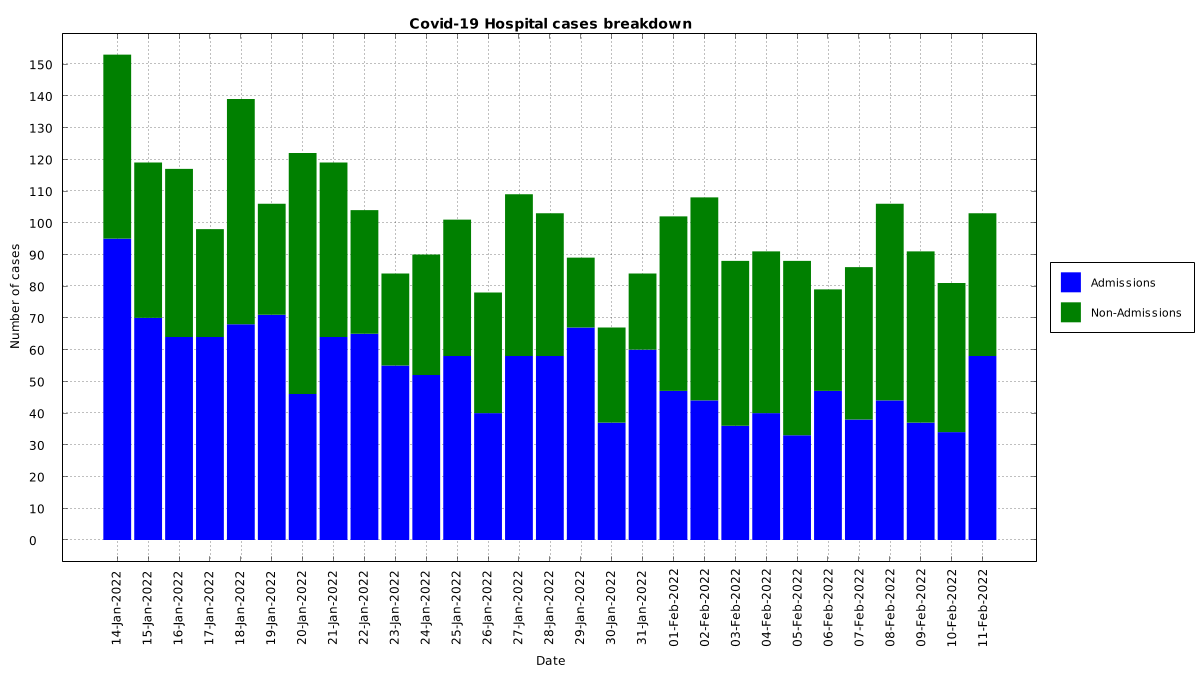 Covid-19 Hospital cases breakdown
Number of cases
150
140
130
120
110
100
90
80
70
60
50
40
30
20
10
0
14-Jan-2022
15-Jan-2022
16-Jan-2022
17-Jan-2022
18-Jan-2022
19-Jan-2022
20-Jan-2022
21-Jan-2022
22-Jan-2022
23-Jan-2022
24-Jan-2022
25-Jan-2022
26-Jan-2022
27-Jan-2022
28-Jan-2022
29-Jan-2022
30-Jan-2022
31-Jan-2022
01-Feb-2022
02-Feb-2022
03-Feb-2022
04-Feb-2022
05-Feb-2022
06-Feb-2022
07-Feb-2022
08-Feb-2022
09-Feb-2022
10-Feb-2022
11-Feb-2022
Date
Admissions
Non-Admissions